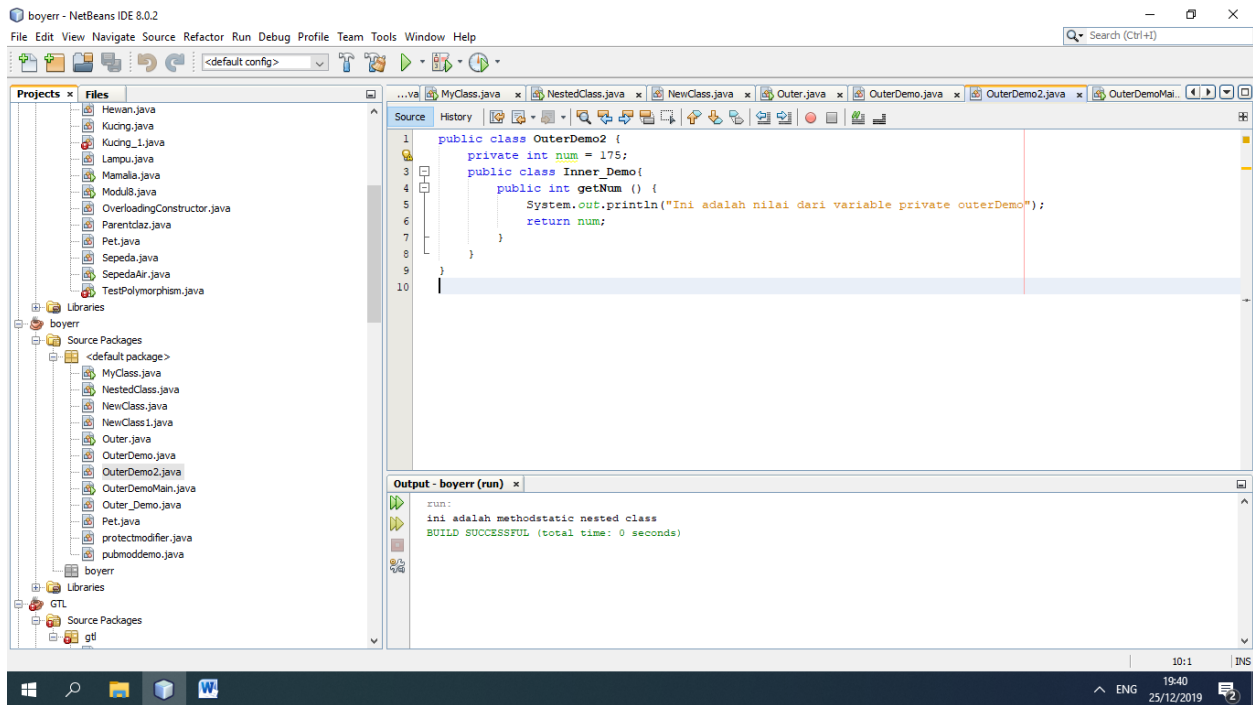 boyerr - NetBeans IDE 8.0.2
File Edit View Navigate Source Refactor Run Debug Profile Team Tools Window Help
Search (Ctrl+I)
<default config>
Projects x Files
Hewan.java
Kucing.java
Kucing_1.java
Lampu.java
Mamalia.java
Modul8.java
OverloadingConstructor.java
Parentclaz.java
Pet.java
Sepeda.java
SepedaAir.java
TestPolymorphism.java
Libraries
boyerr
Source Packages
<default package>
MyClass.java
NestedClass.java
NewClass.java
NewClass1.java
Outer.java
OuterDemo.java
OuterDemo2.java
OuterDemoMain.java
Outer_Demo.java
Pet.java
protectmodifier.java
pubmoddemo.java
boyerr
Libraries
GTL
Source Packages
gtl
...va MyClass.java x NestedClass.java x NewClass.java x Outer.java x OuterDemo.java x OuterDemo2.java x OuterDemoMai..
Source History
1 public class OuterDemo2 {
private int num = 175;
3 public class Inner_Demo{
4 public int getNum () {
5 System.out.println("Ini adalah nilai dari variable private outerDemo");
6 return num;
7 }
8 }
9 }
10
Output - boyerr (run) x
run:
ini adalah methodstatic nested class
BUILD SUCCESSFUL (total time: 0 seconds)
10:1 INS
ENG
19:40
25/12/2019
2